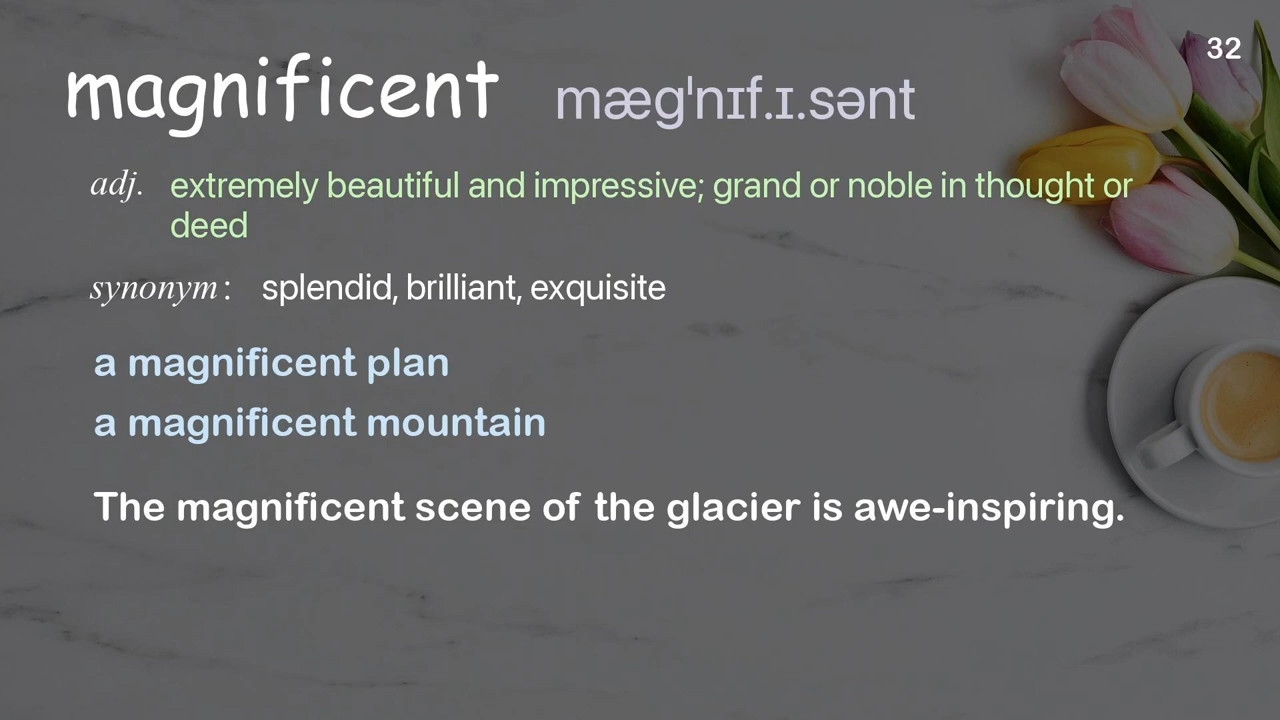 32
magnificent mæɡˈnɪf.ɪ.sənt
adj. extremely beautiful and impressive; grand or noble in thought or
deed
synonym: splendid, brilliant, exquisite
a magnificent plan
a magnificent mountain
The magnificent scene of the glacier is awe-inspiring.